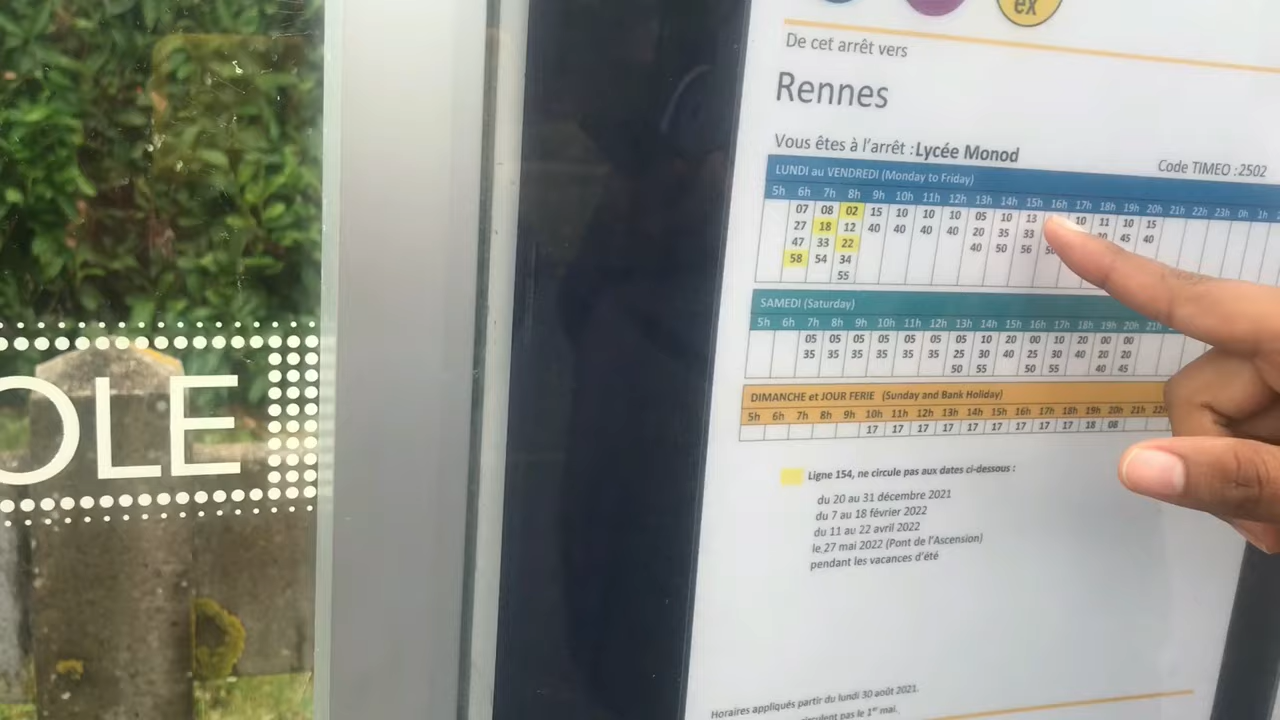 OLE
ex
De cet arrêt vers
Rennes
Vous êtes à l'arrêt : Lycée Monod
Code TIMEO : 2502
LUNDI au VENDREDI (Monday to Friday)
5h 6h 7h 8h 9h 10h 11h 12h 13h 14h 15h 16h 17h 18h 19h 20h 21h 22h 23h 0h 1h
07 08 02 15 10 10 10 05 10 13 10 11 10 15
27 18 12 40 40 40 40 20 35 33 45 40
47 33 22 40 50 56
58 54 34
55
SAMEDI (Saturday)
5h 6h 7h 8h 9h 10h 11h 12h 13h 14h 15h 16h 17h 18h 19h 20h 21h
05 05 05 05 05 05 05 10 20 00 10 20 00 00
35 35 35 35 35 35 25 30 40 25 30 40 20 20
50 55 50 55 40 45
DIMANCHE et JOUR FERIE (Sunday and Bank Holiday)
5h 6h 7h 8h 9h 10h 11h 12h 13h 14h 15h 16h 17h 18h 19h 20h 21h
17 17 17 17 17 17 17 17 17 18 08
Ligne 154, ne circule pas aux dates ci-dessous :
du 20 au 31 décembre 2021
du 7 au 18 février 2022
du 11 au 22 avril 2022
le 27 mai 2022 (Pont de l'Ascension)
pendant les vacances d'été
Horaires appliqués partir du lundi 30 août 2021.
pas le 1er mai.